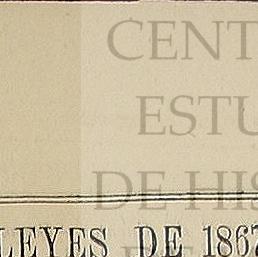 CENT
ESTU
DE HIS
LEYES DE 1867